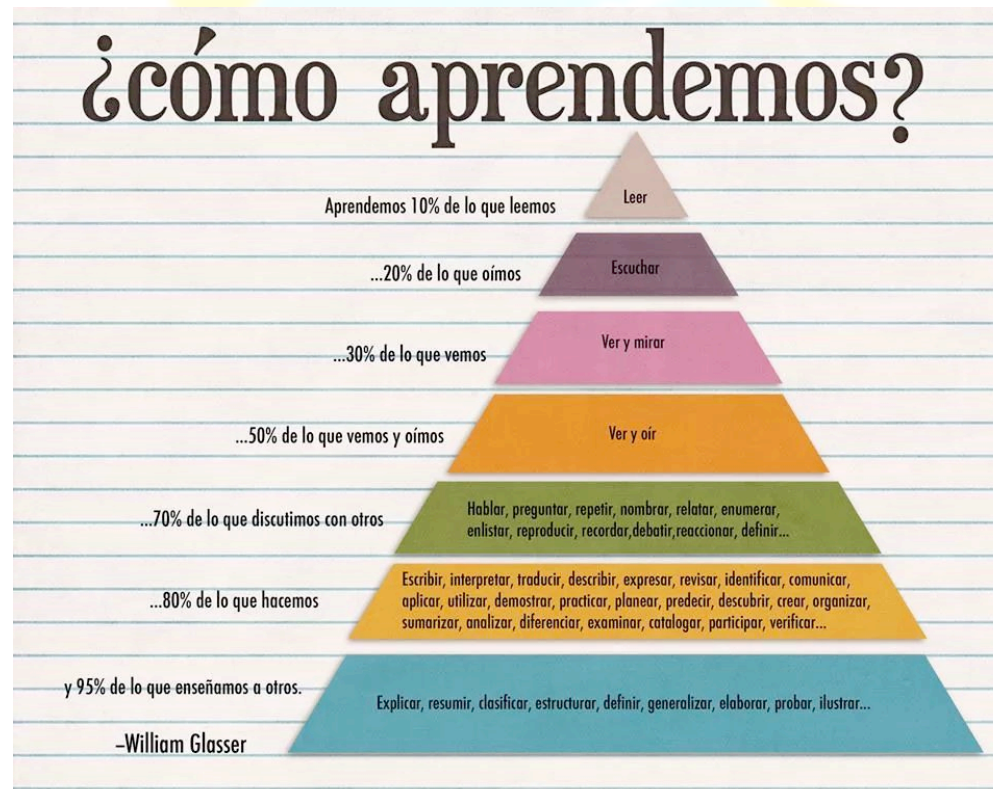 ¿cómo aprendemos?
Aprendemos 10% de lo que leemos
Leer
...20% de lo que oímos
Escuchar
...30% de lo que vemos
Ver y mirar
...50% de lo que vemos y oímos
Ver y oír
...70% de lo que discutimos con otros
Hablar, preguntar, repetir, nombrar, relatar, enumerar,
enlistar, reproducir, recordar,debatir,reaccionar, definir...
...80% de lo que hacemos
Escribir, interpretar, traducir, describir, expresar, revisar, identificar, comunicar,
aplicar, utilizar, demostrar, practicar, planear, predecir, descubrir, crear, organizar,
sumarizar, analizar, diferenciar, examinar, catalogar, participar, verificar...
y 95% de lo que enseñamos a otros.
Explicar, resumir, clasificar, estructurar, definir, generalizar, elaborar, probar, ilustrar...
–William Glasser